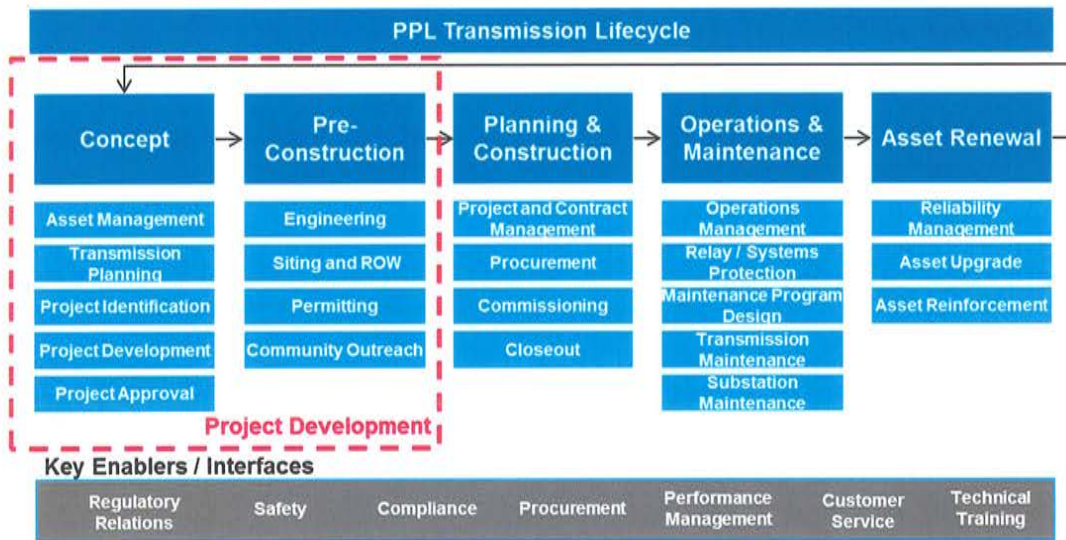 PPL Transmission Lifecycle
Concept
Asset Management
Transmission
Planning
Project Identification
Project Development
Project Approval
Pre-
Construction
Engineering
Siting and ROW
Permitting
Community Outreach
Project Development
Planning &
Construction
Project and Contract
Management
Procurement
Commissioning
Closeout
Operations &
Maintenance
Operations
Management
Relay / Systems
Protection
Maintenance Program
Design
Transmission
Maintenance
Substation
Maintenance
Asset Renewal
Reliability
Management
Asset Upgrade
Asset Reinforcement
Key Enablers / Interfaces
Regulatory
Relations
Safety
Compliance
Procurement
Performance
Management
Customer
Service
Technical
Training